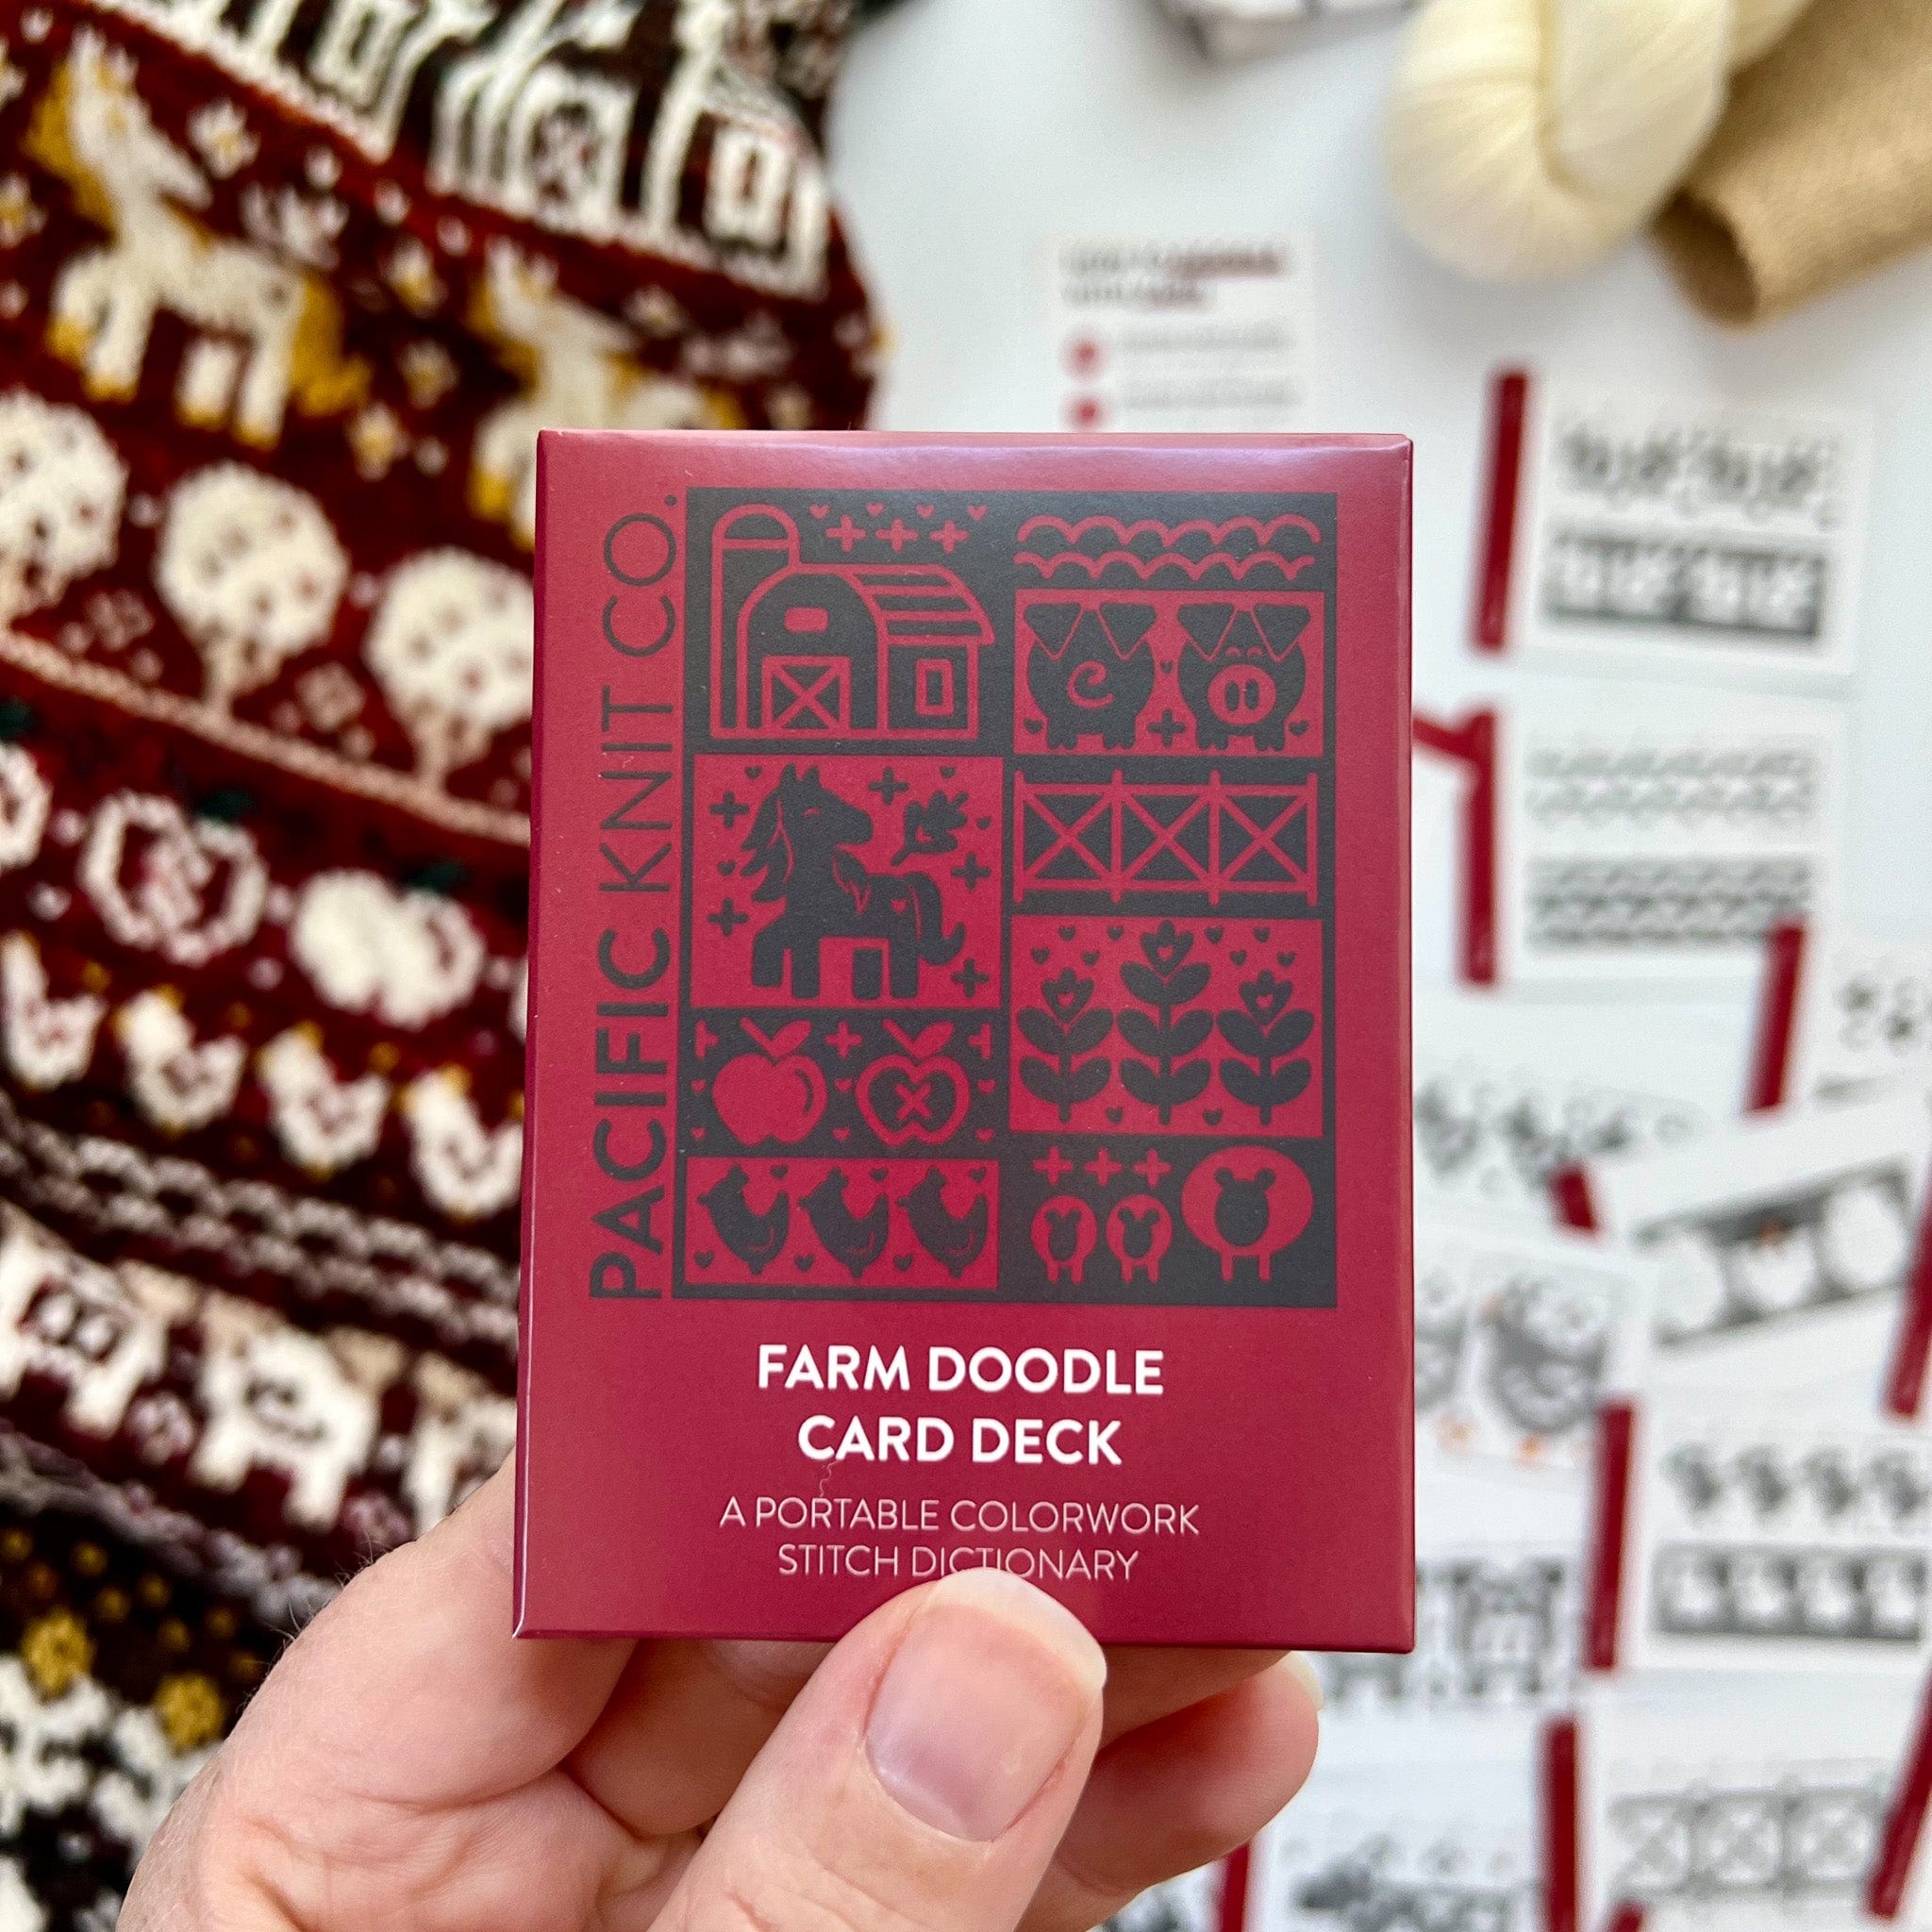 PACIFIC KNIT CO.
FARM DOODLE
CARD DECK
A PORTABLE COLORWORK
STITCH DICTIONARY